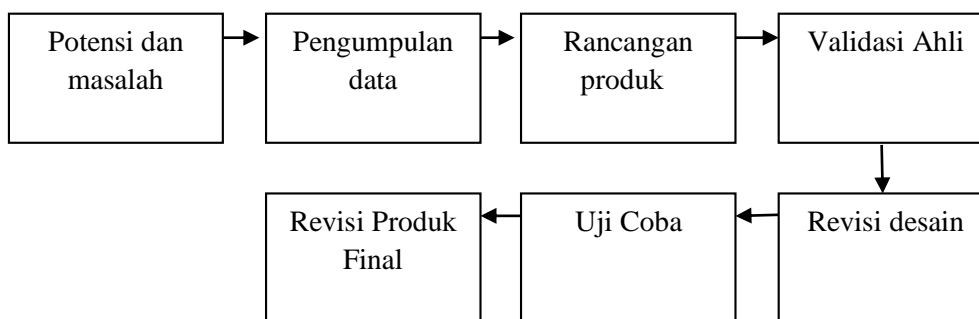 Potensi dan
masalah
Pengumpulan
data
Rancangan
produk
Validasi Ahli
Revisi desain
Uji Coba
Revisi Produk
Final